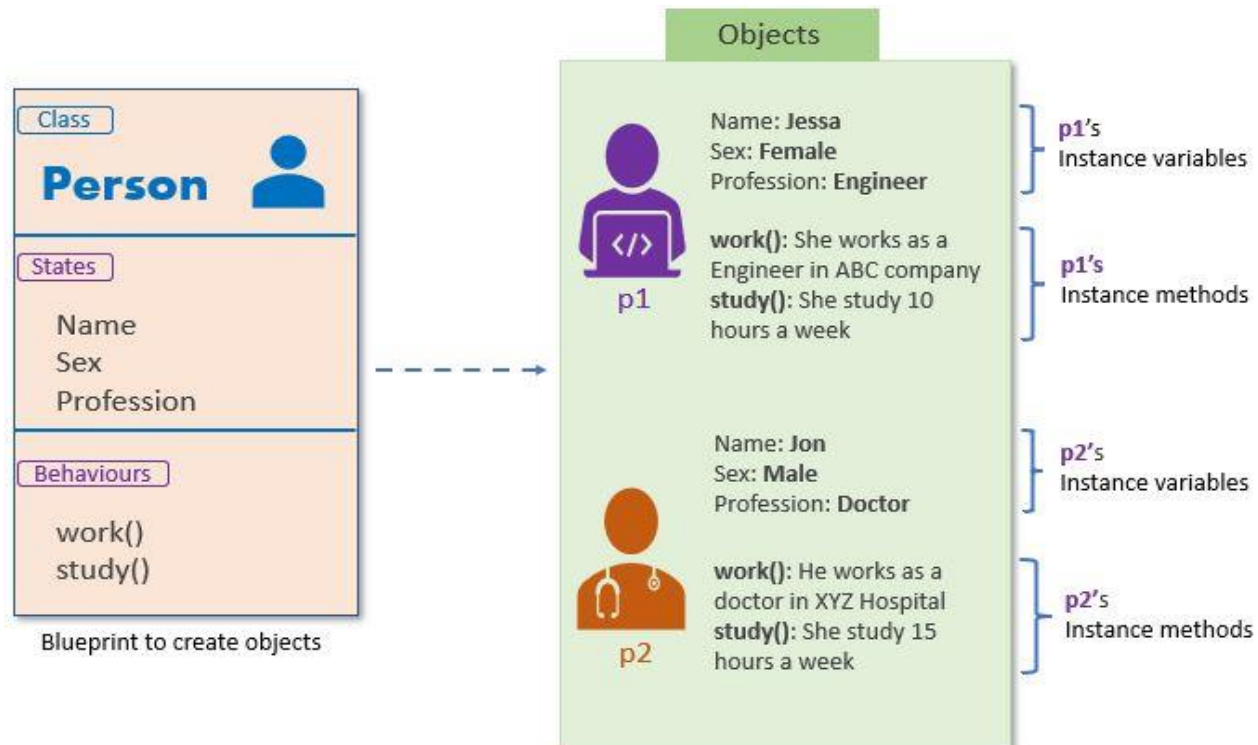 Class
Person
States
Name
Sex
Profession
Behaviours
work()
study()
Blueprint to create objects
Objects
Name: Jessa
Sex: Female
Profession: Engineer
work(): She works as a
Engineer in ABC company
study(): She study 10
hours a week
</>
p1
p1's
Instance variables
p1's
Instance methods
Name: Jon
Sex: Male
Profession: Doctor
work(): He works as a
doctor in XYZ Hospital
study(): She study 15
hours a week
p2
p2's
Instance variables
p2's
Instance methods